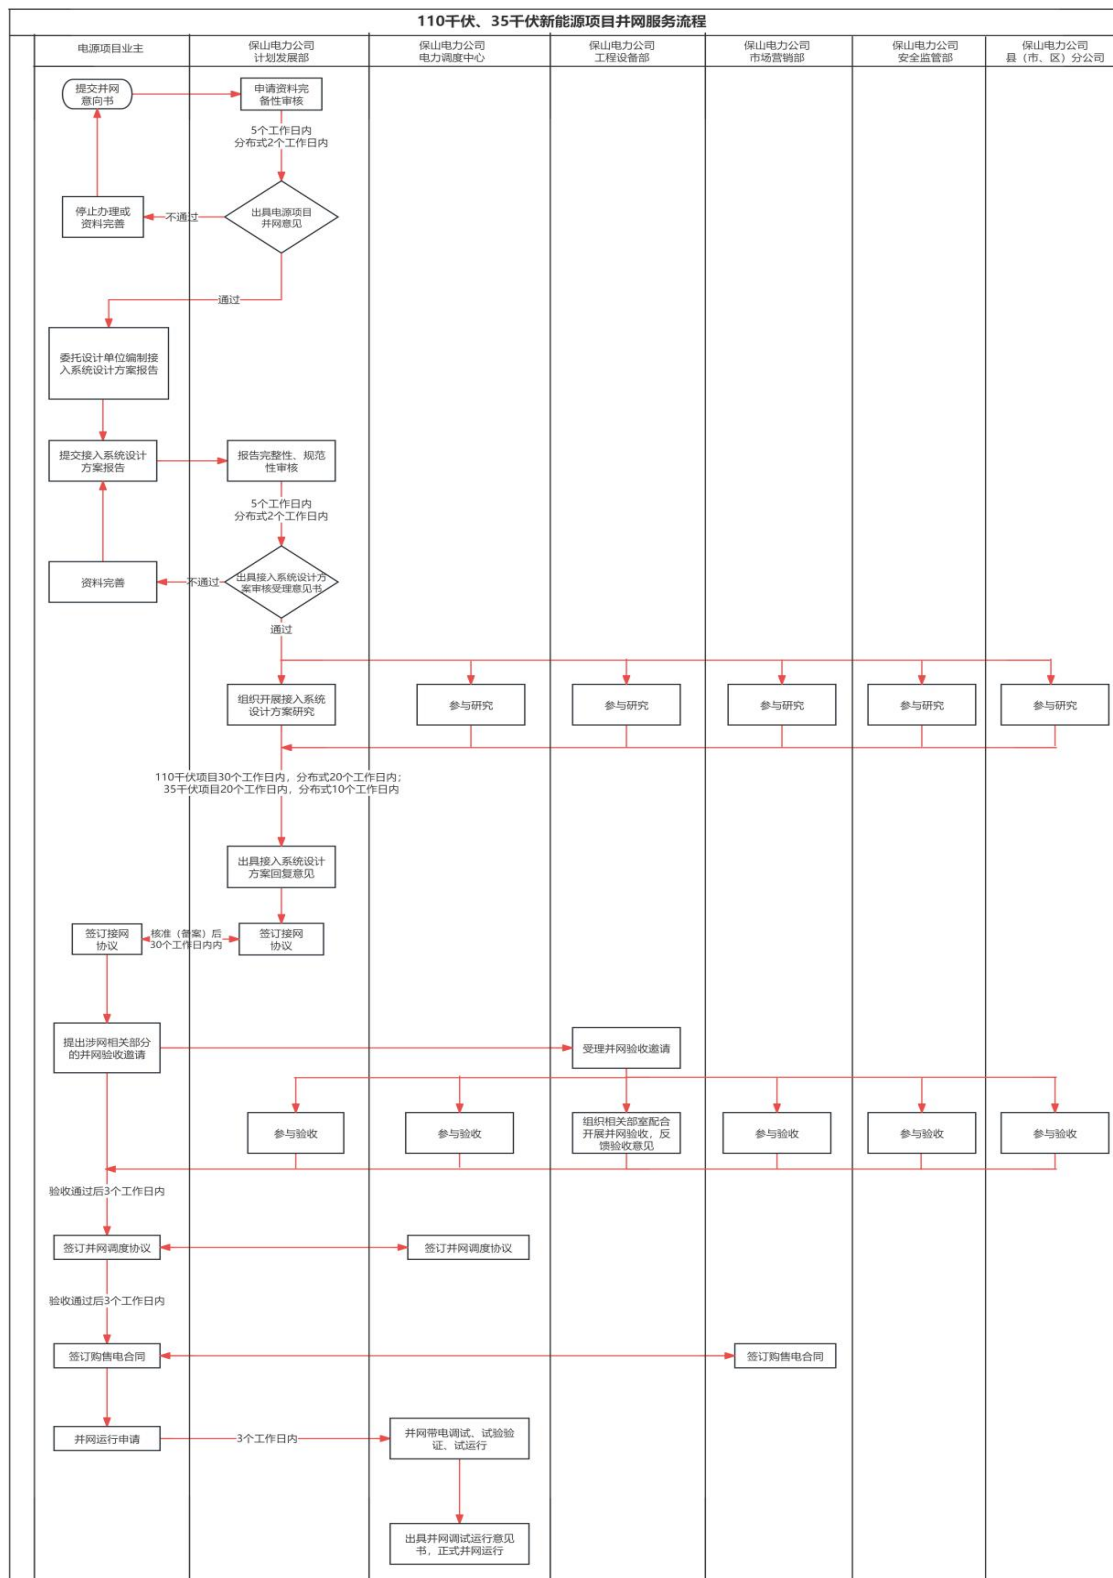 110千伏、35千伏新能源项目并网服务流程
电源项目业主
保山电力公司
计划发展部
保山电力公司
电力调度中心
保山电力公司
工程设备部
保山电力公司
市场营销部
保山电力公司
安全监管部
保山电力公司
县（市、区）分公司
提交并网
意向书
申请资料完
备性审核
5个工作日内
分布式2个工作日内
停止办理或
资料完善
不通过
出具电源项目
并网意见
通过
委托设计单位编制接
入系统设计方案报告
提交接入系统设计
方案报告
报告完整性、规范
性审核
5个工作日内
分布式2个工作日内
资料完善
不通过
出具接入系统设计方
案审核受理意见书
通过
组织开展接入系统
设计方案研究
参与研究
参与研究
参与研究
参与研究
参与研究
110千伏项目30个工作日内，分布式20个工作日内；
35千伏项目20个工作日内，分布式10个工作日内
出具接入系统设计
方案回复意见
签订接网
协议
核准（备案）后
30个工作日内内
签订接网
协议
提出涉网相关部分
的并网验收邀请
受理并网验收邀请
参与验收
参与验收
组织相关部室配合
开展并网验收，反
馈验收意见
参与验收
参与验收
参与验收
验收通过后3个工作日内
签订并网调度协议
签订并网调度协议
验收通过后3个工作日内
签订购售电合同
签订购售电合同
并网运行申请
3个工作日内
并网带电调试、试验验
证、试运行
出具并网调试运行意见
书，正式并网运行